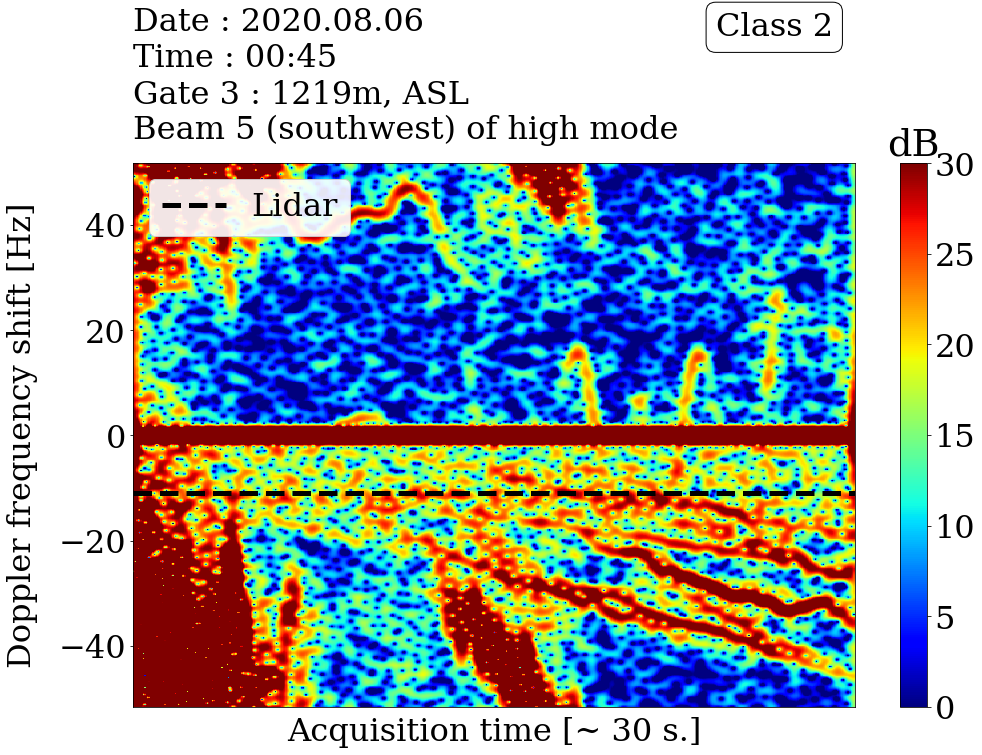 Date : 2020.08.06
Time : 00:45
Gate 3 : 1219m, ASL
Beam 5 (southwest) of high mode
Class 2
dB
Lidar
Doppler frequency shift [Hz]
40
20
0
−20
−40
30
25
20
15
10
5
0
Acquisition time [~ 30 s.]